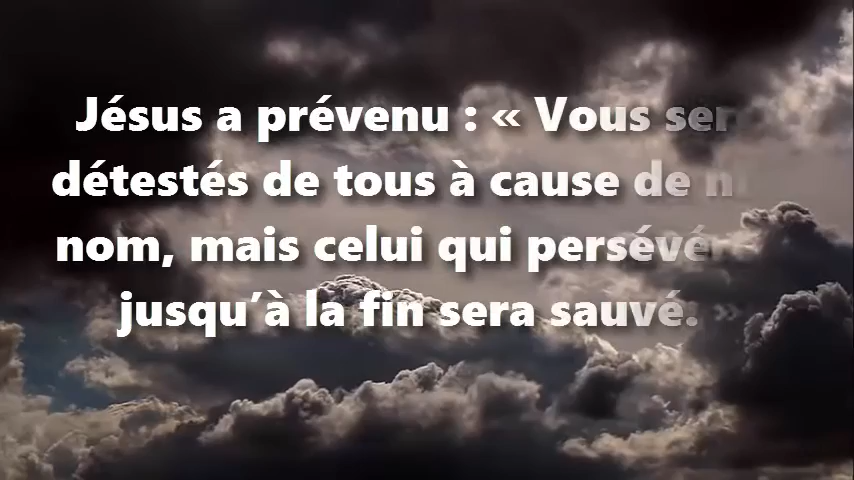 Jésus a prévenu : « Vous
détestés de tous à cause de
nom, mais celui qui
jusqu’à la fin sera sauvé. »